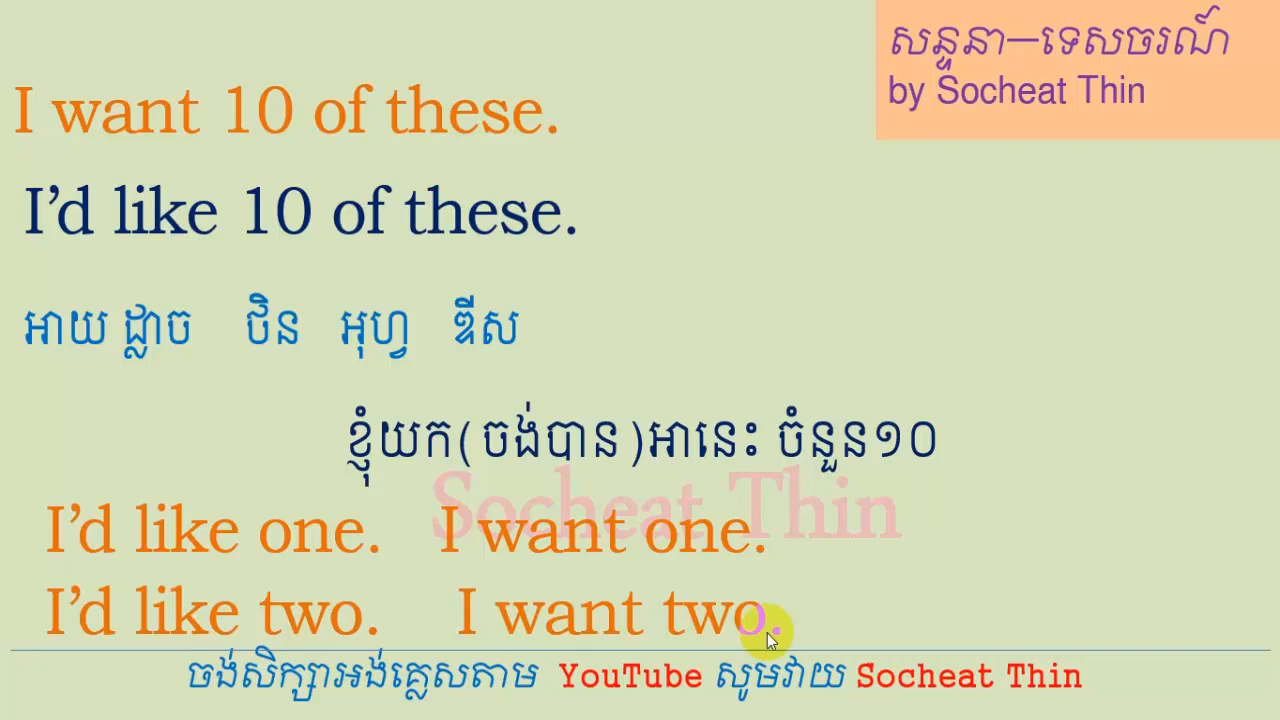 សន្ទនា–ទេសចរណ៍
by Socheat Thin
I want 10 of these.
I’d like 10 of these.
អាយ ដ្លាច ថិន អុហ្វ ឌីស
ខ្ញុំយក(ចង់បាន)អានេះ ចំនួន១០
Socheat Thin
I’d like one. I want one.
I’d like two. I want two.
ចង់សិក្សាអង់គ្លេសតាម YouTube សូមវាយ Socheat Thin